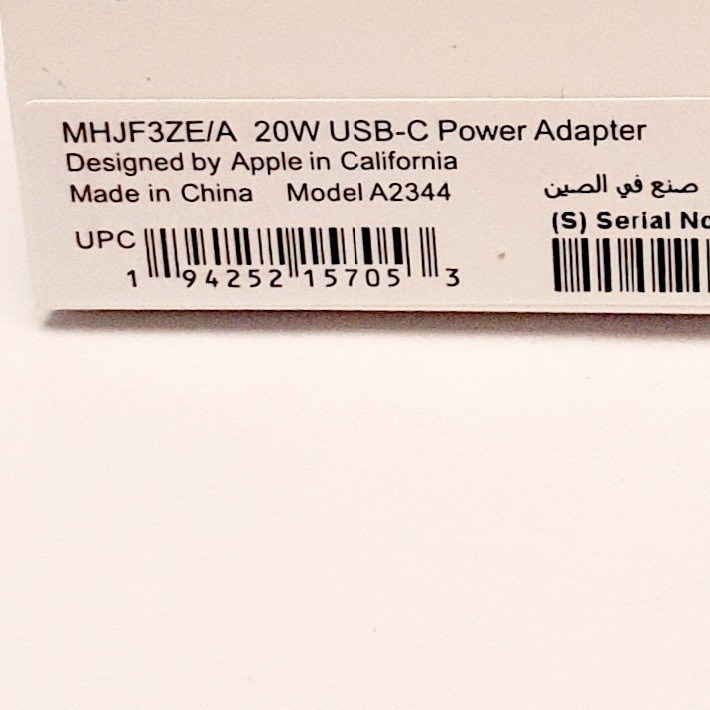 MHJF3ZE/A 20W USB-C Power Adapter
Designed by Apple in California
Made in China Model A2344
صنع في الصين
(S) Serial No
UPC
1 94252 15705 3